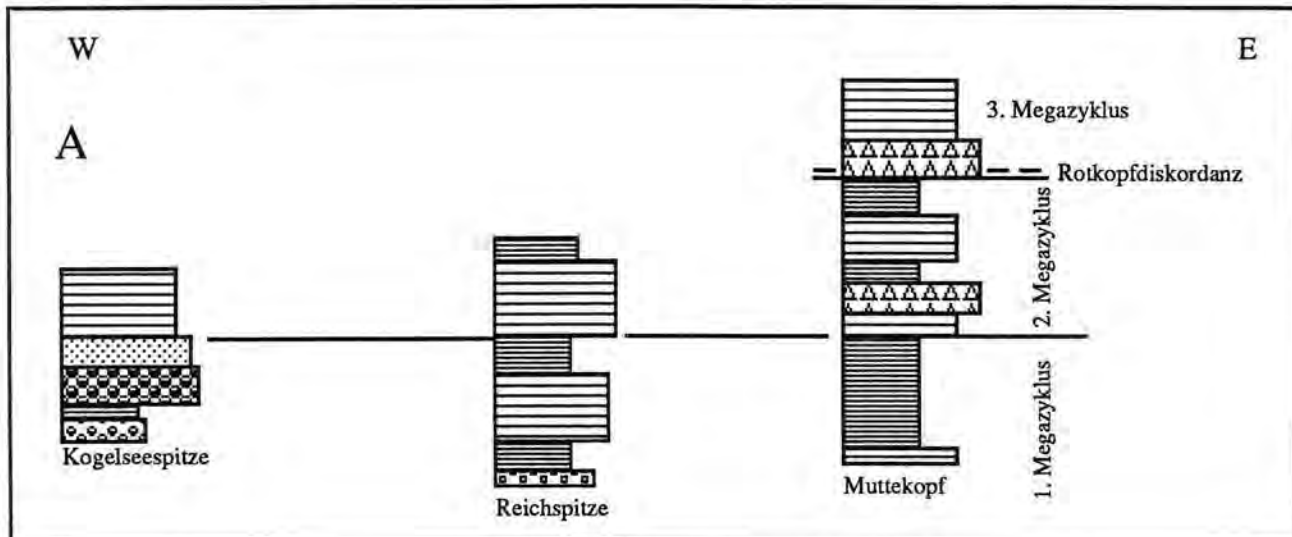 W
E
A
3. Megazyklus
Rotkopfdiskordanz
2. Megazyklus
1. Megazyklus
Kogelseespitze
Reichspitze
Muttekopf